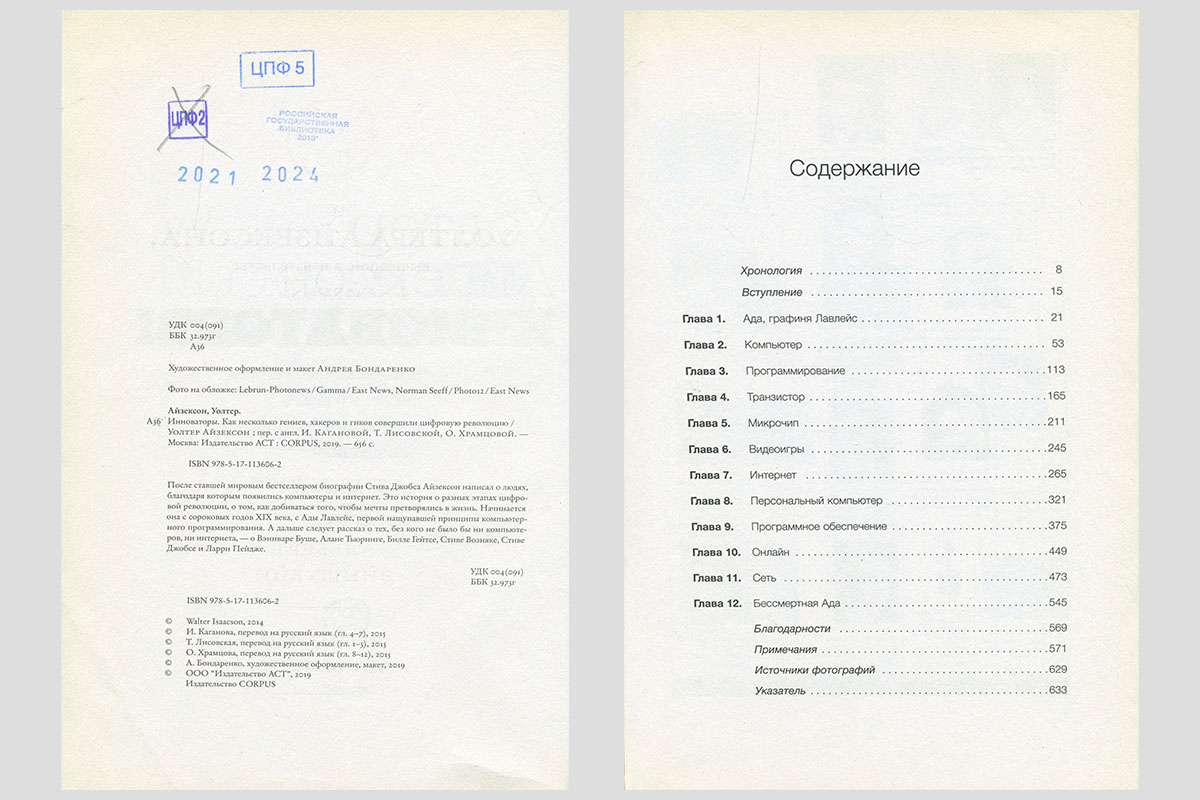 ЦПФ 5
ЦПФ2
РОССИЙСКАЯ
ГОСУДАРСТВЕННАЯ
БИБЛИОТЕКА
2019
2021 2024
УДК 004(091)
ББК 32.973г
А36
Художественное оформление и макет Андрея Бондаренко
Фото на обложке: Lebrun-Photonews / Gamma / East News, Norman Seeff / Photo12 / East News
Айзексон, Уолтер.
А36 Инноваторы. Как несколько гениев, хакеров и гиков совершили цифровую революцию /
Уолтер Айзексон ; пер. с англ. И. Кагановой, Т. Лисовской, О. Храмцовой. —
Москва: Издательство АСТ : CORPUS, 2019. — 656 с.
ISBN 978-5-17-113606-2
После ставшей мировым бестселлером биографии Стива Джобса Айзексон написал о людях,
благодаря которым появились компьютеры и интернет. Это история о разных этапах цифро-
вой революции, о том, как добиваться того, чтобы мечты претворялись в жизнь. Начинается
она с сороковых годов XIX века, с Ады Лавлейс, первой нащупавшей принципы компьютер-
ного программирования. А дальше следует рассказ о тех, без кого не было бы ни компьюте-
ров, ни интернета, — о Вэнниваре Буше, Алане Тьюринге, Билле Гейтсе, Стиве Возняке, Стиве
Джобсе и Ларри Пейдже.
УДК 004(091)
ББК 32.973г
ISBN 978-5-17-113606-2
© Walter Isaacson, 2014
© И. Каганова, перевод на русский язык (гл. 4–7), 2015
© Т. Лисовская, перевод на русский язык (гл. 1–3), 2015
© О. Храмцова, перевод на русский язык (гл. 8–12), 2015
© А. Бондаренко, художественное оформление, макет, 2019
© ООО "Издательство АСТ", 2019
Издательство CORPUS
Содержание
Хронология 8
Вступление 15
Глава 1. Ада, графиня Лавлейс 21
Глава 2. Компьютер 53
Глава 3. Программирование 113
Глава 4. Транзистор 165
Глава 5. Микрочип 211
Глава 6. Видеоигры 245
Глава 7. Интернет 265
Глава 8. Персональный компьютер 321
Глава 9. Программное обеспечение 375
Глава 10. Онлайн 449
Глава 11. Сеть 473
Глава 12. Бессмертная Ада 545
Благодарности 569
Примечания 571
Источники фотографий 629
Указатель 633